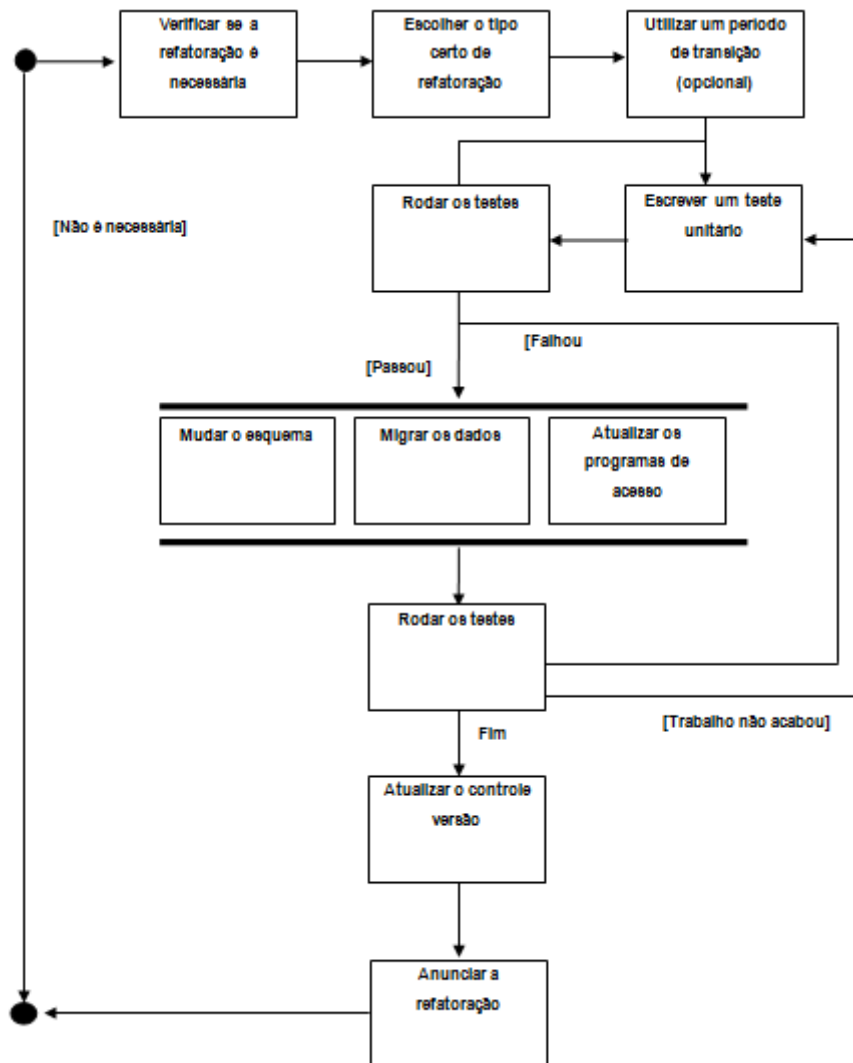 Verificar se a
refatoração é
necessária
Escolher o tipo
certo de
refatoração
Utilizar um período
de transição
(opcional)
[Não é necessária]
Rodar os testes
Escrever um teste
unitário
[Falhou
[Passou]
Mudar o esquema
Migrar os dados
Atualizar os
programas de
acesso
Rodar os testes
[Trabalho não acabou]
Fim
Atualizar o controle
versão
Anunciar a
refatoração